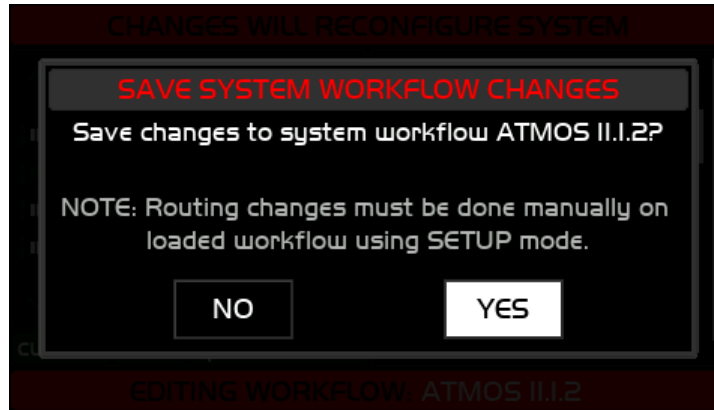 CHANGES WILL RECONFIGURE SYSTEM
SAVE SYSTEM WORKFLOW CHANGES
Save changes to system workflow ATMOS 11.1.2?
NOTE: Routing changes must be done manually on
loaded workflow using SETUP mode.
NO
YES
EDITING WORKFLOW: ATMOS 11.1.2